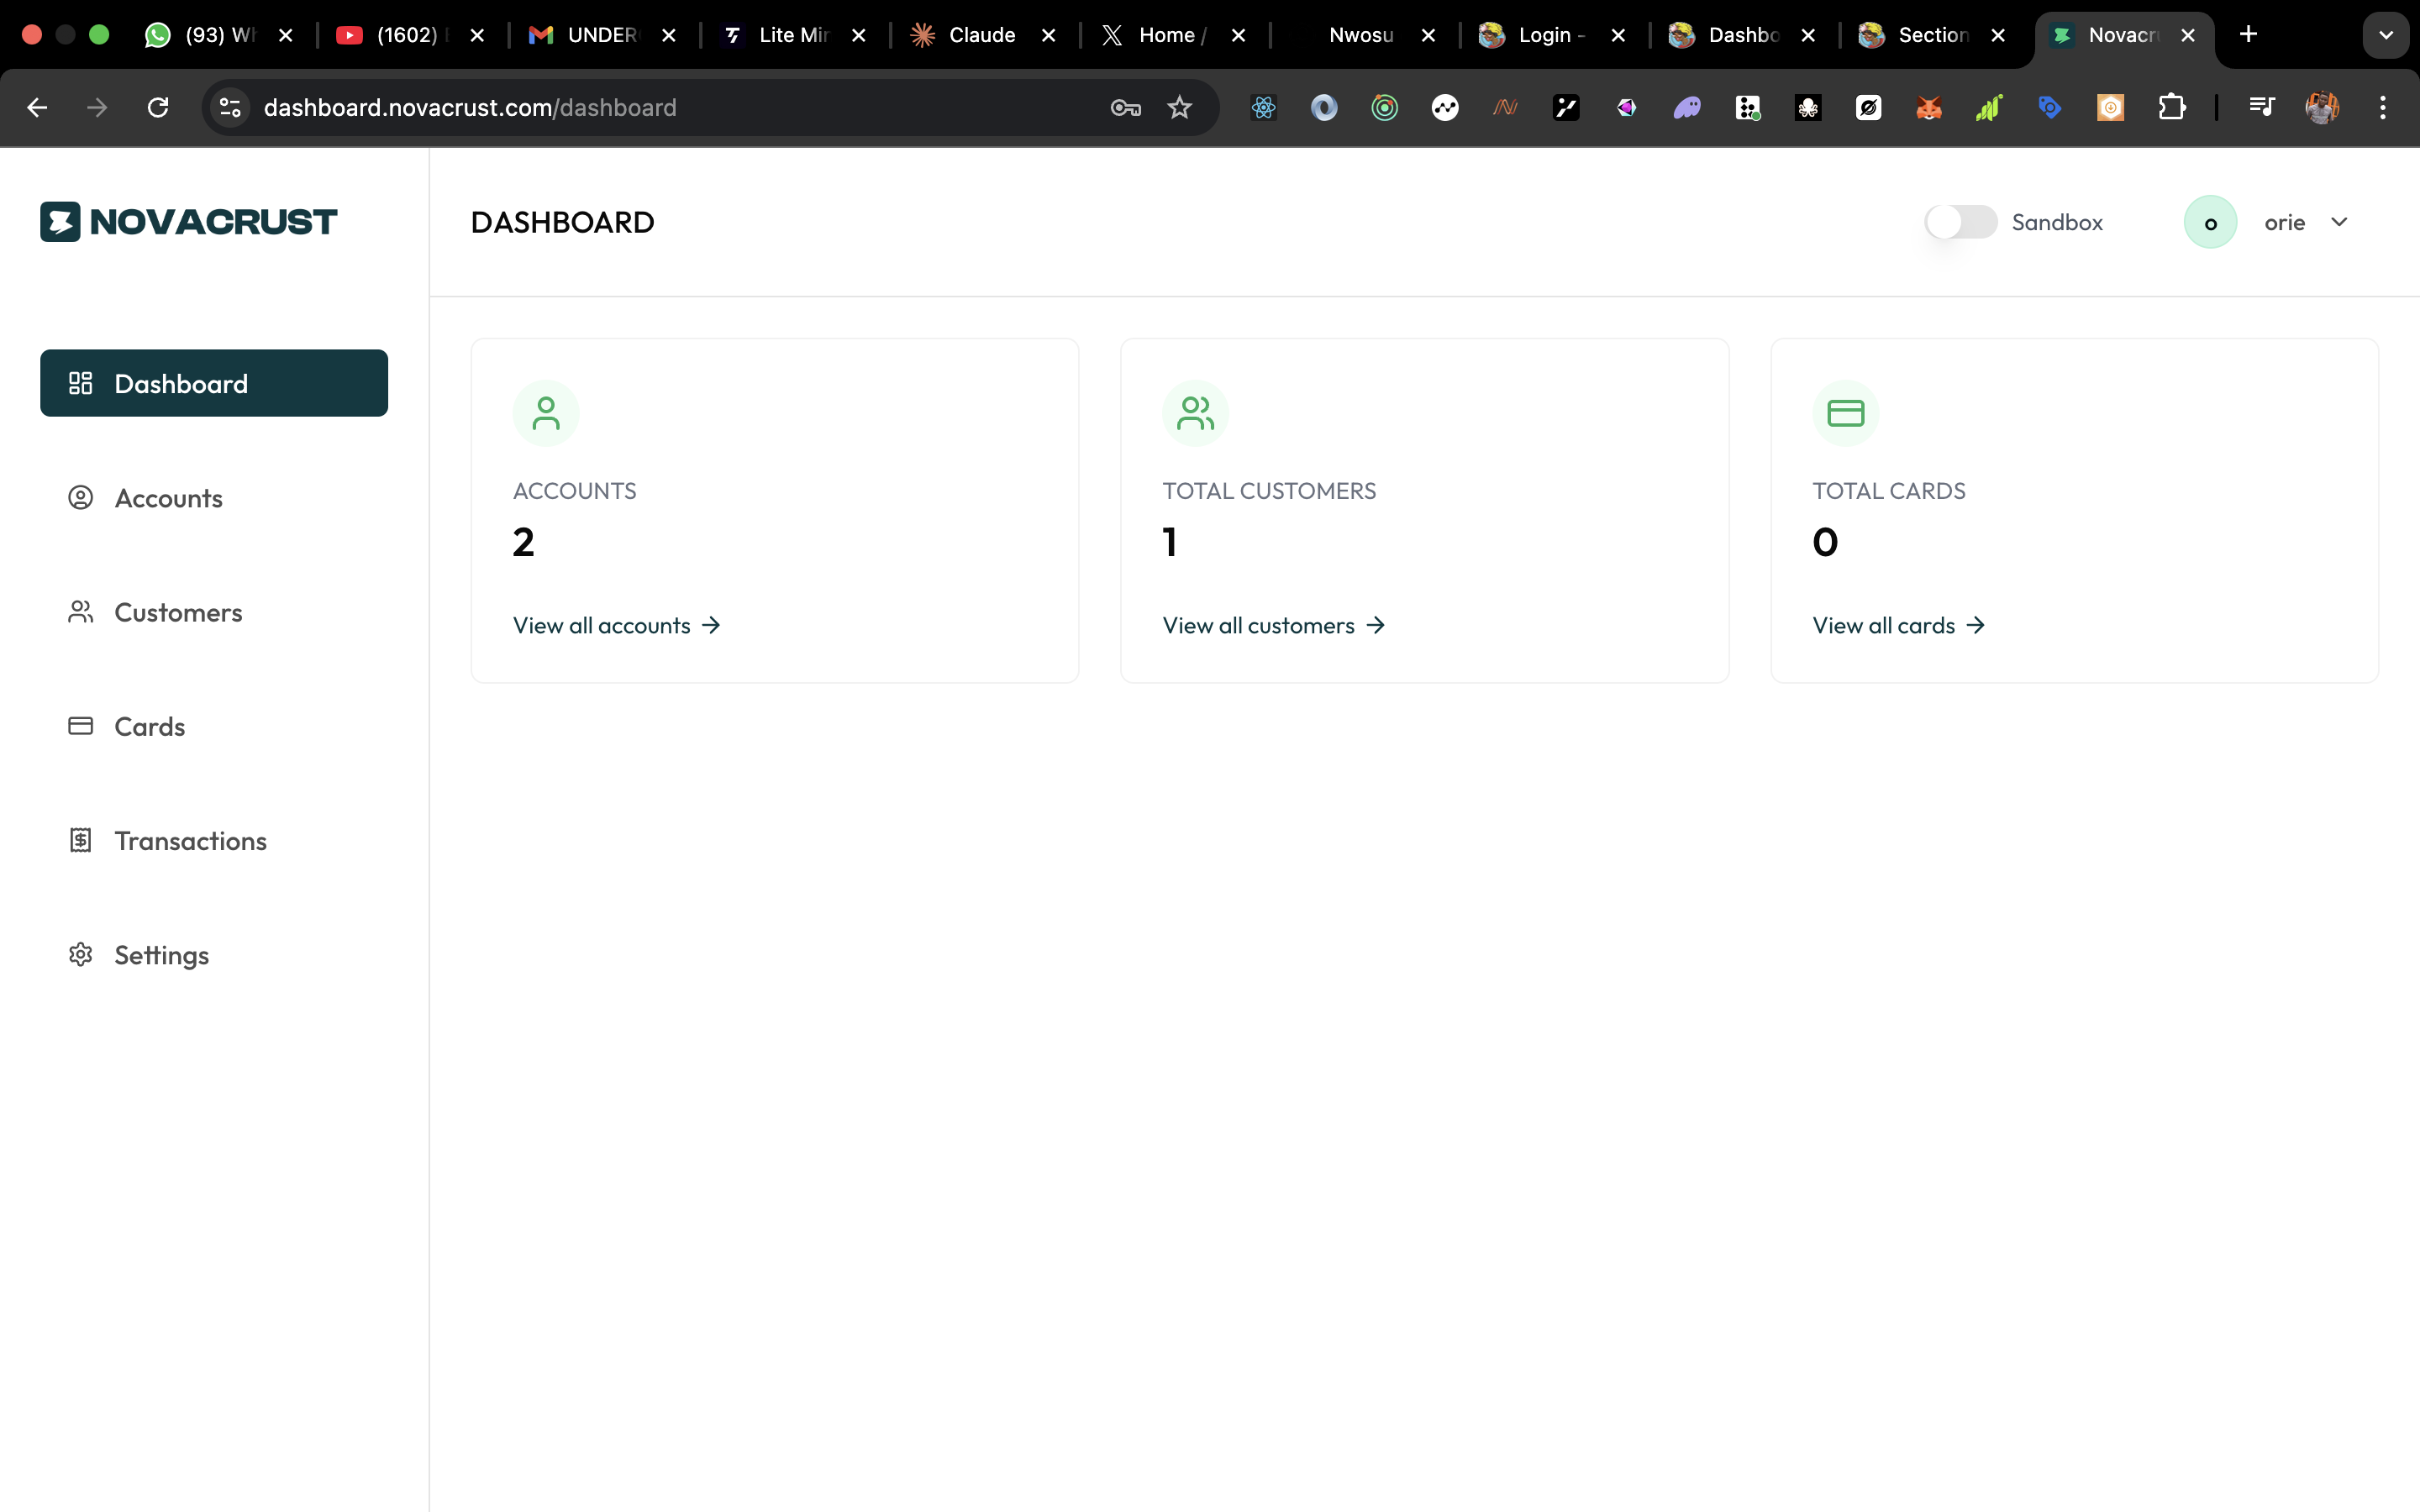 (93) Wh
(1602)
UNDER
Lite Mir
Claude
Home /
Nwosu
Login -
Dashbo
Section
Novacr
dashboard.novacrust.com/dashboard
NOVACRUST
DASHBOARD
Sandbox
o
orie
Dashboard
Accounts
Customers
Cards
Transactions
Settings
ACCOUNTS
2
View all accounts
TOTAL CUSTOMERS
1
View all customers
TOTAL CARDS
0
View all cards